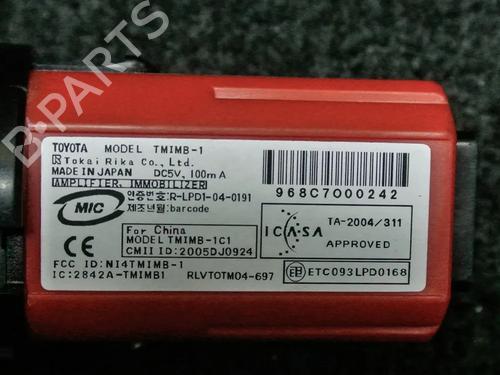 B-PARTS
TOYOTA MODEL TMIMB-1
Tokai Rika Co., Ltd.
MADE IN JAPAN DC5V, 100mA
AMPLIFIER, IMMOBILIZER
968C7000242
MIC
인증번호:R-LPD1-04-0191
제조년월:barcode
For China
MODEL TMIMB-1C1
CMII ID:2005DJ0924
ICASA
TA-2004/311
APPROVED
CE
FCC ID:NI4TMIMB-1
IC:2842A-TMIMB1 RLVTOTM04-697
ETC093LPD0168